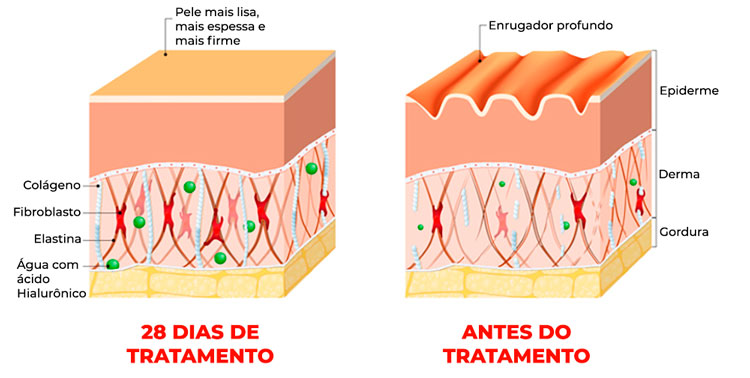 Pele mais lisa,
mais espessa e
mais firme
Colágeno
Fibroblasto
Elastina
Água com
ácido
Hialurônico
28 DIAS DE
TRATAMENTO
Enrugador profundo
Epiderme
Derma
Gordura
ANTES DO
TRATAMENTO